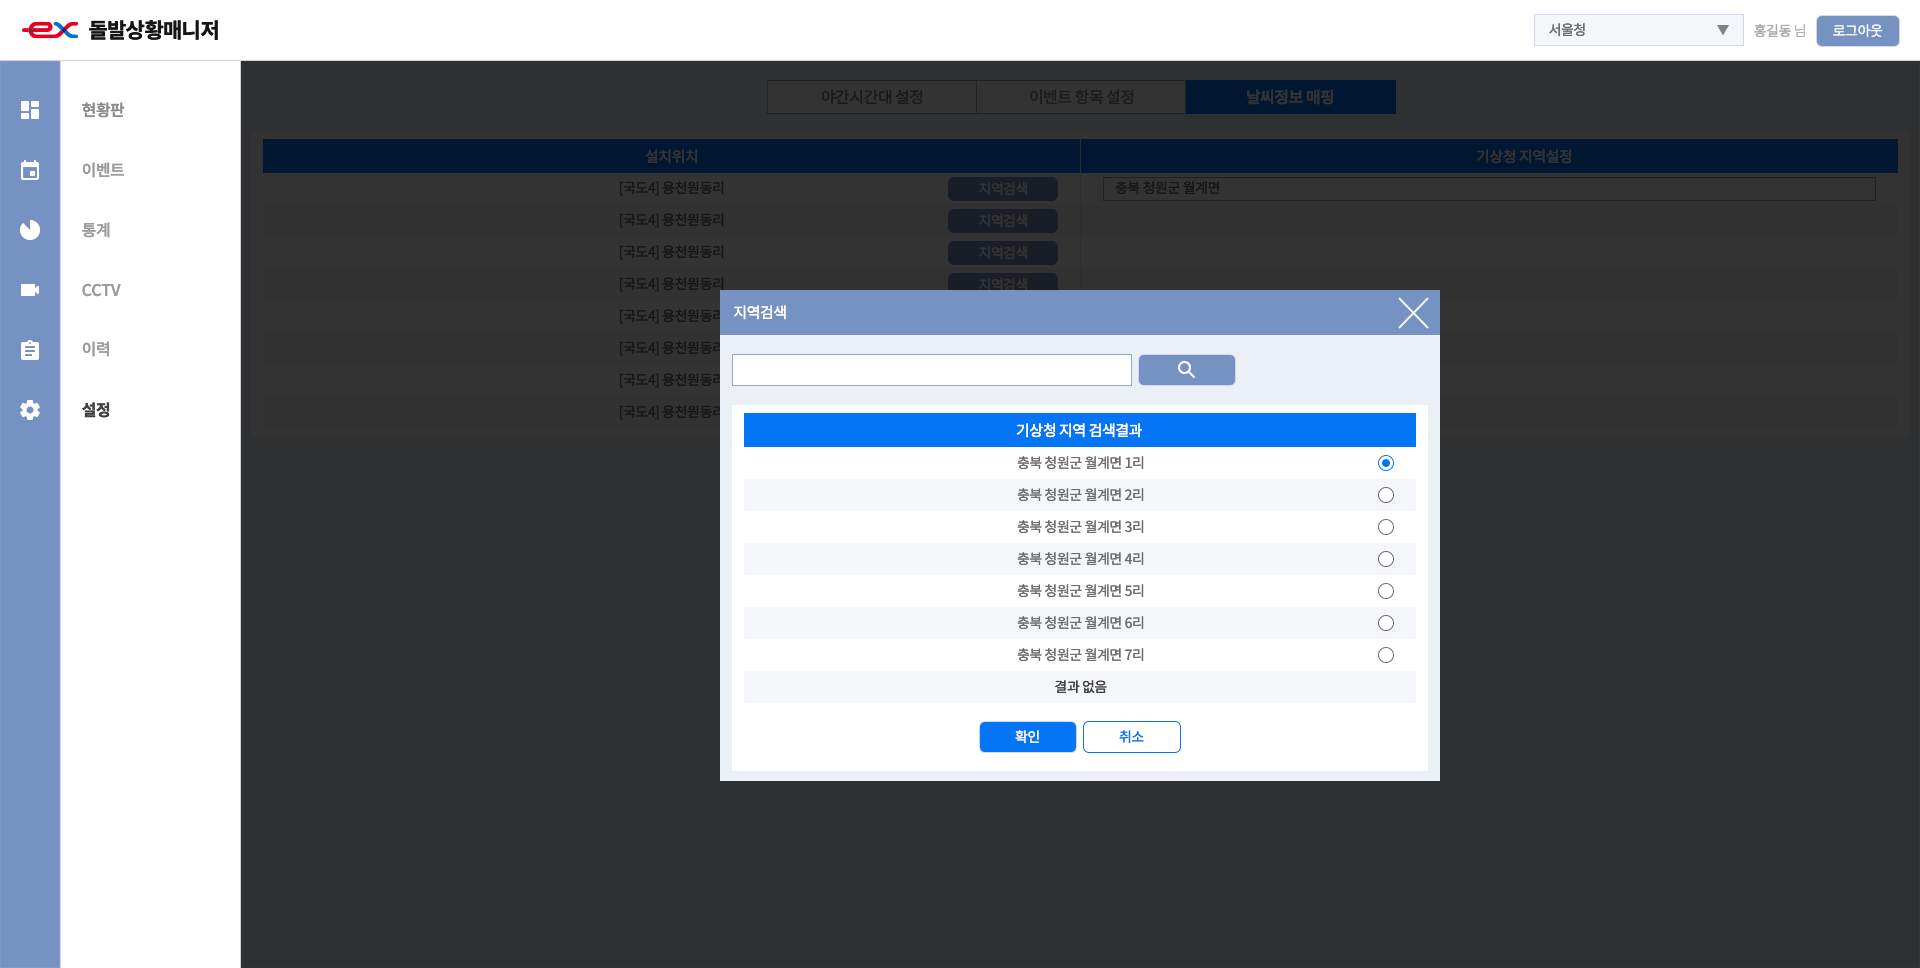 ex 돌발상황매니저
서울청 ▼ 홍길동 님 로그아웃
현황판
이벤트
통계
CCTV
이력
설정
야간시간대 설정 이벤트 항목 설정 날씨정보 매핑
설치위치 기상청 지역설정
[국도4] 용천원동리 지역검색 충북 청원군 월계면
[국도4] 용천원동리 지역검색
[국도4] 용천원동리 지역검색
[국도4] 용천원동리 지역검색
[국도4] 용천원동리
[국도4] 용천원동리
[국도4] 용천원동리
[국도4] 용천원동리
지역검색
기상청 지역 검색결과
충북 청원군 월계면 1리
충북 청원군 월계면 2리
충북 청원군 월계면 3리
충북 청원군 월계면 4리
충북 청원군 월계면 5리
충북 청원군 월계면 6리
충북 청원군 월계면 7리
결과 없음
확인 취소